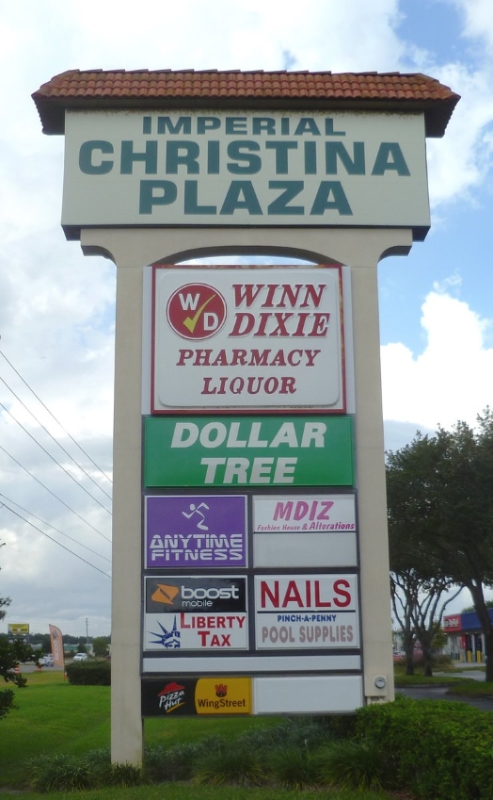 IMPERIAL
CHRISTINA
PLAZA
WD
WINN
DIXIE
PHARMACY
LIQUOR
DOLLAR
TREE
ANYTIME
FITNESS
MDIZ
Fashion House & Alterations
boost
mobile
LIBERTY
TAX
NAILS
PINCH-A-PENNY
POOL SUPPLIES
Pizza
Hut
WingStreet